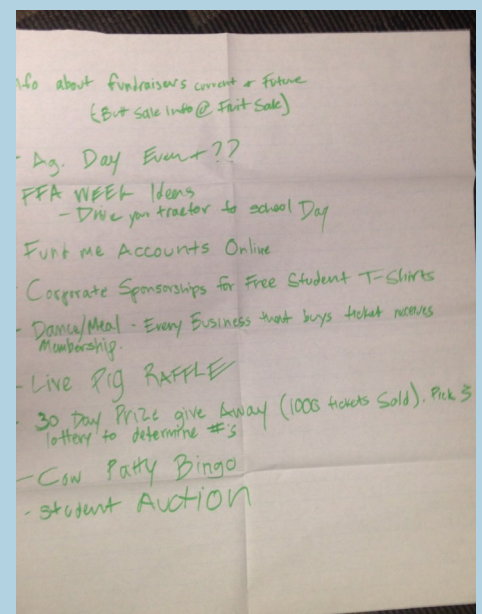 Info about fundraisers current & Future
(But Sale Info @ Fruit Sale)
- Ag. Day Event??
FFA WEEK Ideas
- Drive your tractor to school Day
Fund me Accounts Online
Corporate Sponsorships for Free Student T-Shirts
- Dance/Meal - Every Business that buys ticket receives
Membership.
- Live Pig RAFFLE
- 30 Day Prize give Away (1000 tickets Sold). Pick 3
lottery to determine #'s
- Cow Patty Bingo
- Student Auction